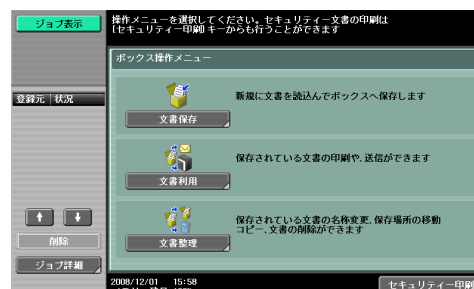 ジョブ表示
操作メニューを選択してください。セキュリティー文書の印刷は
[セキュリティー印刷]キーからも行うことができます
ボックス操作メニュー
登録元 状況
新規に文書を読込んでボックスへ保存します
文書保存
保存されている文書の印刷や、送信ができます
文書利用
保存されている文書の名称変更、保存場所の移動
コピー、文書の削除ができます
文書整理
↑ ↓
削除
ジョブ詳細
2008/12/01 15:58
セキュリティー印刷